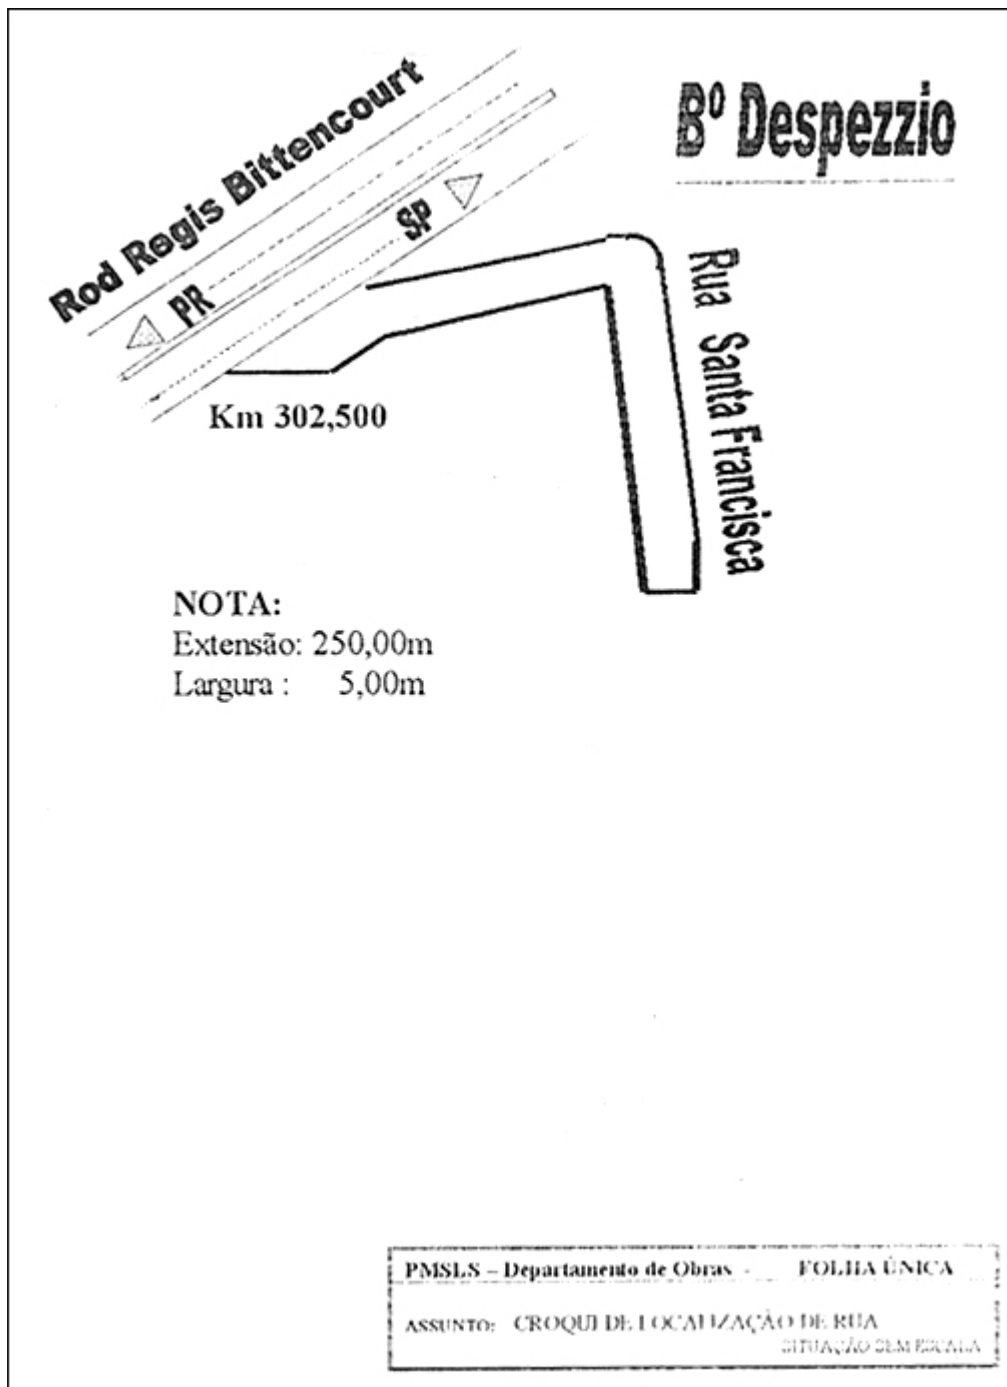 Bº Despezzio
Rod Regis Bittencourt
SP
PR
Rua Santa Francisca
Km 302,500
NOTA:
Extensão: 250,00m
Largura : 5,00m
PMSLS – Departamento de Obras - FOLHA ÚNICA
ASSUNTO: CROQUI DE LOCALIZAÇÃO DE RUA
SITUAÇÃO SEM ESCALA